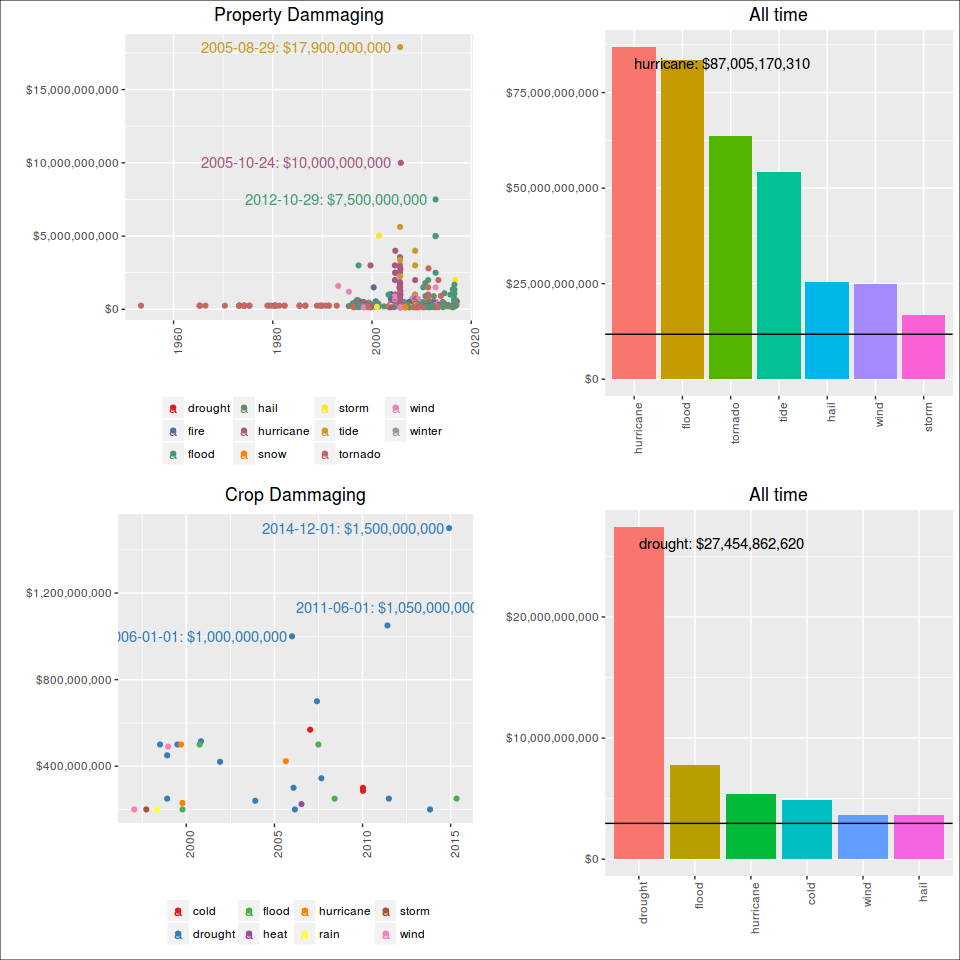 Property Dammaging
2005-08-29: $17,900,000,000
2005-10-24: $10,000,000,000
2012-10-29: $7,500,000,000
$15,000,000,000
$10,000,000,000
$5,000,000,000
$0
1960
1980
2000
2020
drought hail storm wind
fire hurricane tide winter
flood snow tornado
All time
hurricane: $87,005,170,310
$75,000,000,000
$50,000,000,000
$25,000,000,000
$0
hurricane
flood
tornado
tide
hail
wind
storm
Crop Dammaging
2014-12-01: $1,500,000,000
2011-06-01: $1,050,000,000
006-01-01: $1,000,000,000
$1,200,000,000
$800,000,000
$400,000,000
2000
2005
2010
2015
cold flood hurricane storm
drought heat rain wind
All time
drought: $27,454,862,620
$20,000,000,000
$10,000,000,000
$0
drought
flood
hurricane
cold
wind
hail